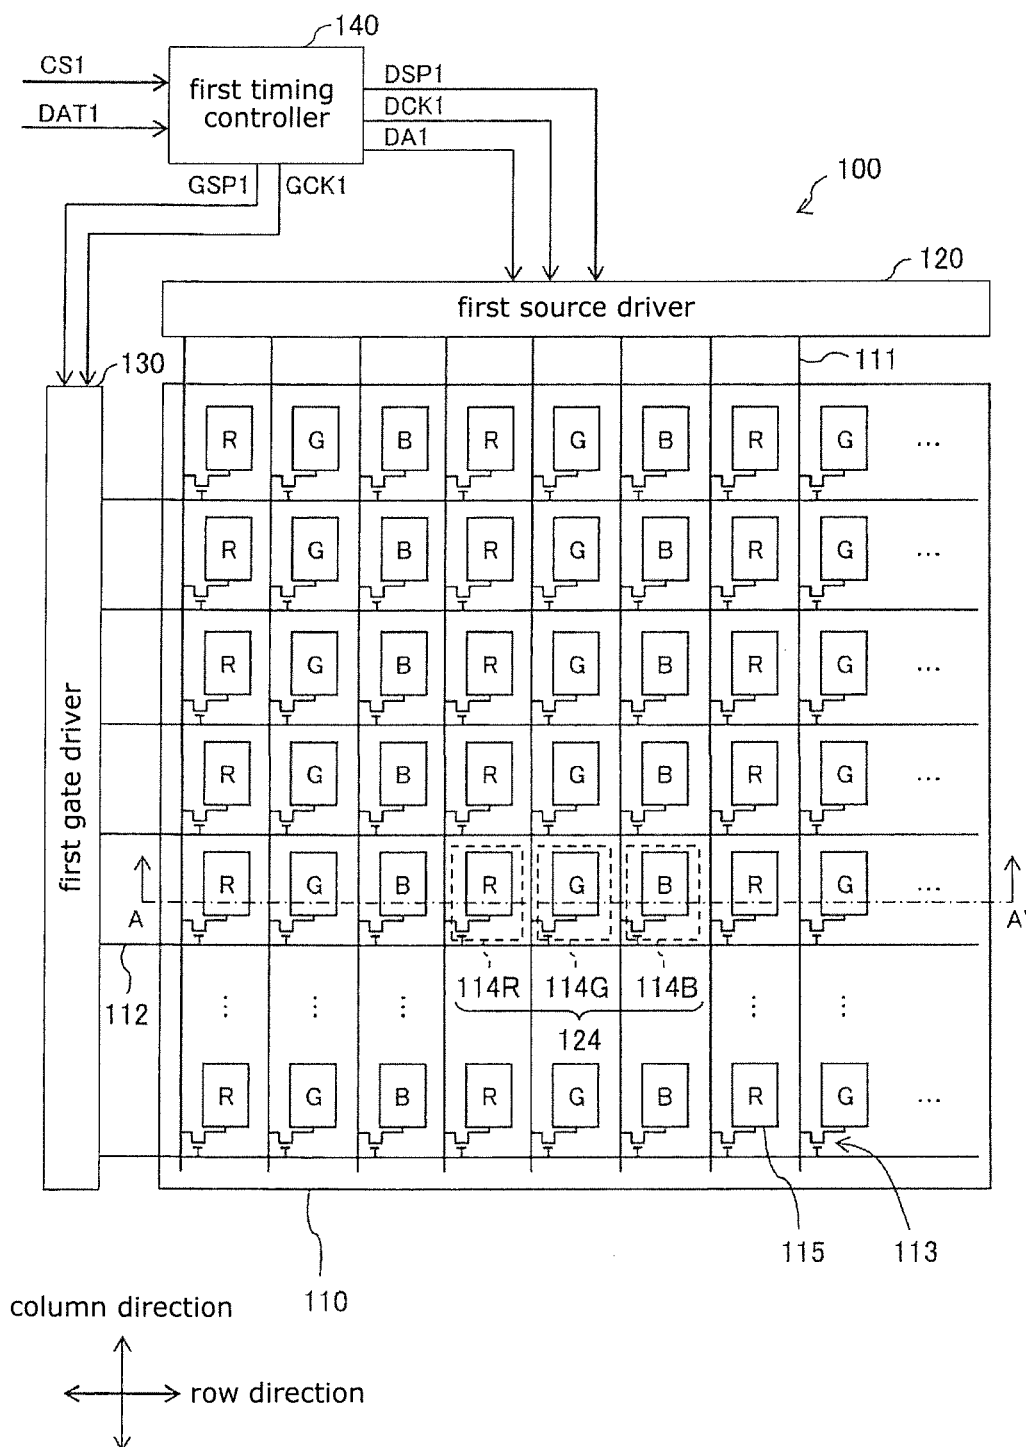 140
CS1
DAT1
first timing
controller
DSP1
DCK1
DA1
GSP1
GCK1
100
120
first source driver
130
111
first gate driver
R G B R G B R G ...
R G B R G B R G ...
R G B R G B R G ...
R G B R G B R G ...
R G B R G B R G ...
A
A'
114R 114G 114B
112
124
⋮ ⋮ ⋮ ⋮ ⋮
R G B R G B R G ...
115
113
110
column direction
row direction